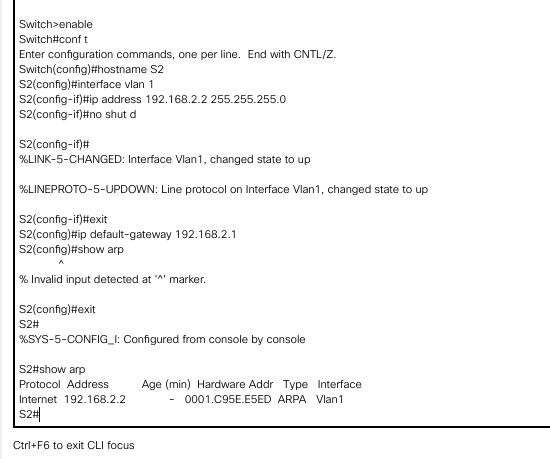 Switch>enable
Switch#conf t
Enter configuration commands, one per line.  End with CNTL/Z.
Switch(config)#hostname S2
S2(config)#interface vlan 1
S2(config-if)#ip address 192.168.2.2 255.255.255.0
S2(config-if)#no shut d
S2(config-if)#
%LINK-5-CHANGED: Interface Vlan1, changed state to up
%LINEPROTO-5-UPDOWN: Line protocol on Interface Vlan1, changed state to up
S2(config-if)#exit
S2(config)#ip default-gateway 192.168.2.1
S2(config)#show arp
^
% Invalid input detected at '^' marker.
S2(config)#exit
S2#
%SYS-5-CONFIG_I: Configured from console by console
S2#show arp
Protocol  Address          Age (min)  Hardware Addr   Type   Interface
Internet  192.168.2.2             -   0001.C95E.E5ED  ARPA   Vlan1
S2#
Ctrl+F6 to exit CLI focus